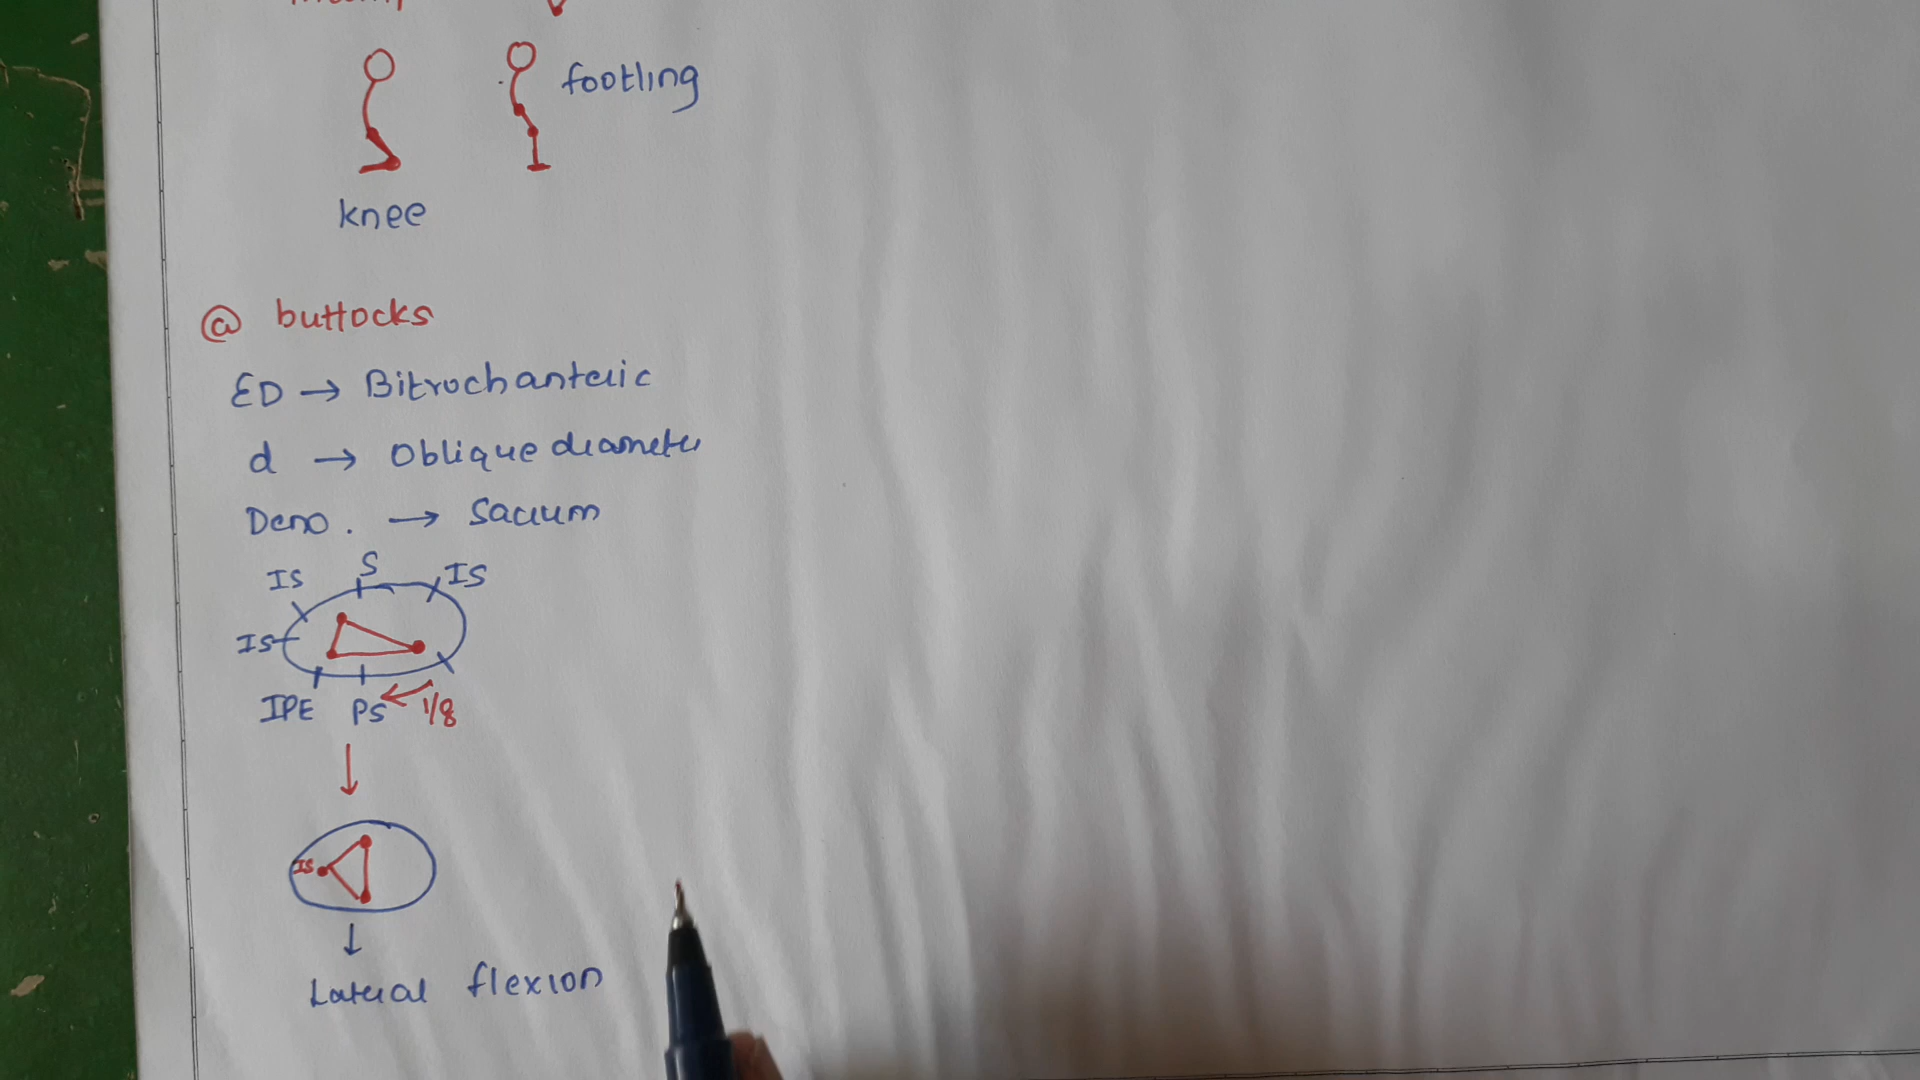 footling
knee
@ buttocks
ED → Bitrochanteric
d → Oblique diameter
Deno. → Sacrum
IS S IS
IS
IPE PS ← 1/8
↓
IS
↓
Lateral flexion